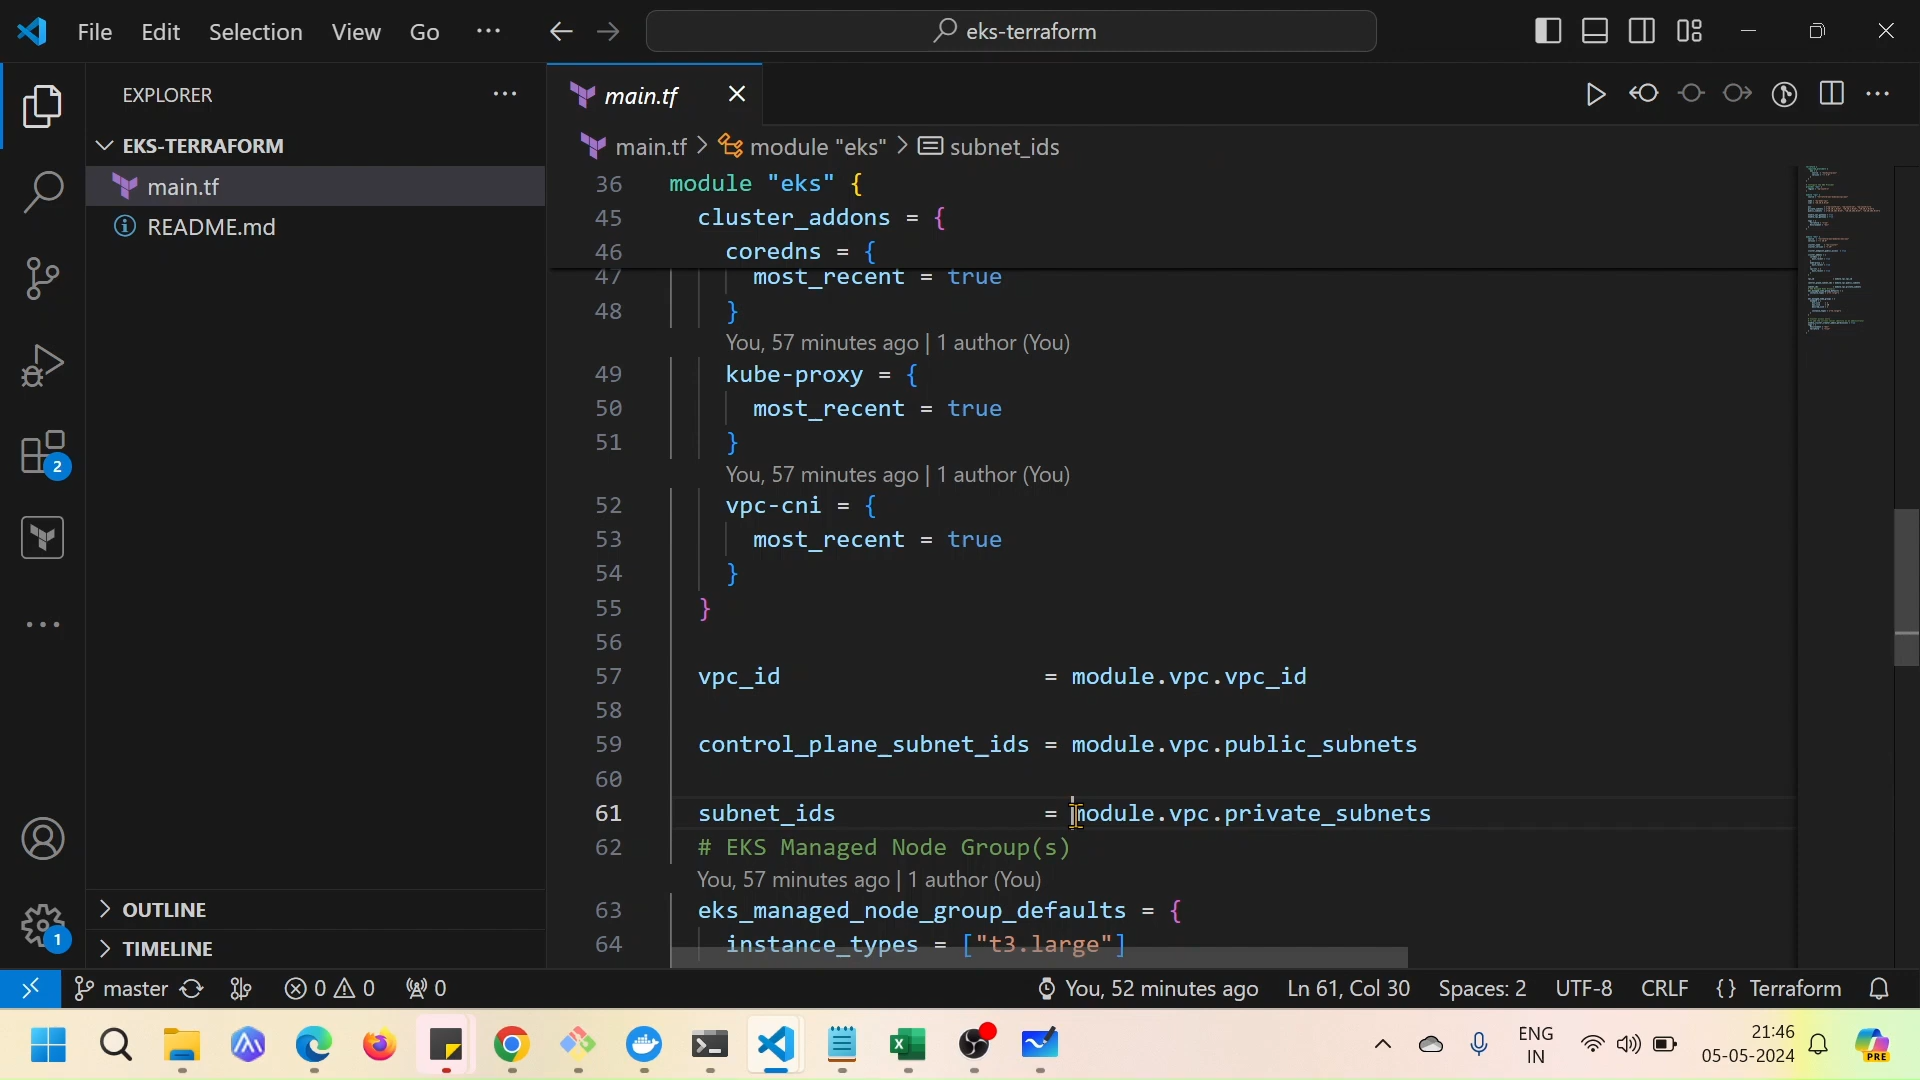 File Edit Selection View Go ···
eks-terraform
EXPLORER
EKS-TERRAFORM
main.tf
README.md
OUTLINE
TIMELINE
2
1
main.tf
main.tf > module "eks" > subnet_ids
36 module "eks" {
45 cluster_addons = {
46 coredns = {
47 most_recent = true
48 }
You, 57 minutes ago | 1 author (You)
49 kube-proxy = {
50 most_recent = true
51 }
You, 57 minutes ago | 1 author (You)
52 vpc-cni = {
53 most_recent = true
54 }
55 }
56
57 vpc_id = module.vpc.vpc_id
58
59 control_plane_subnet_ids = module.vpc.public_subnets
60
61 subnet_ids = module.vpc.private_subnets
62 # EKS Managed Node Group(s)
You, 57 minutes ago | 1 author (You)
63 eks_managed_node_group_defaults = {
64 instance_types = ["t3.large"]
master 0 0 0 You, 52 minutes ago Ln 61, Col 30 Spaces: 2 UTF-8 CRLF {} Terraform
ENG
IN
21:46
05-05-2024
PRE